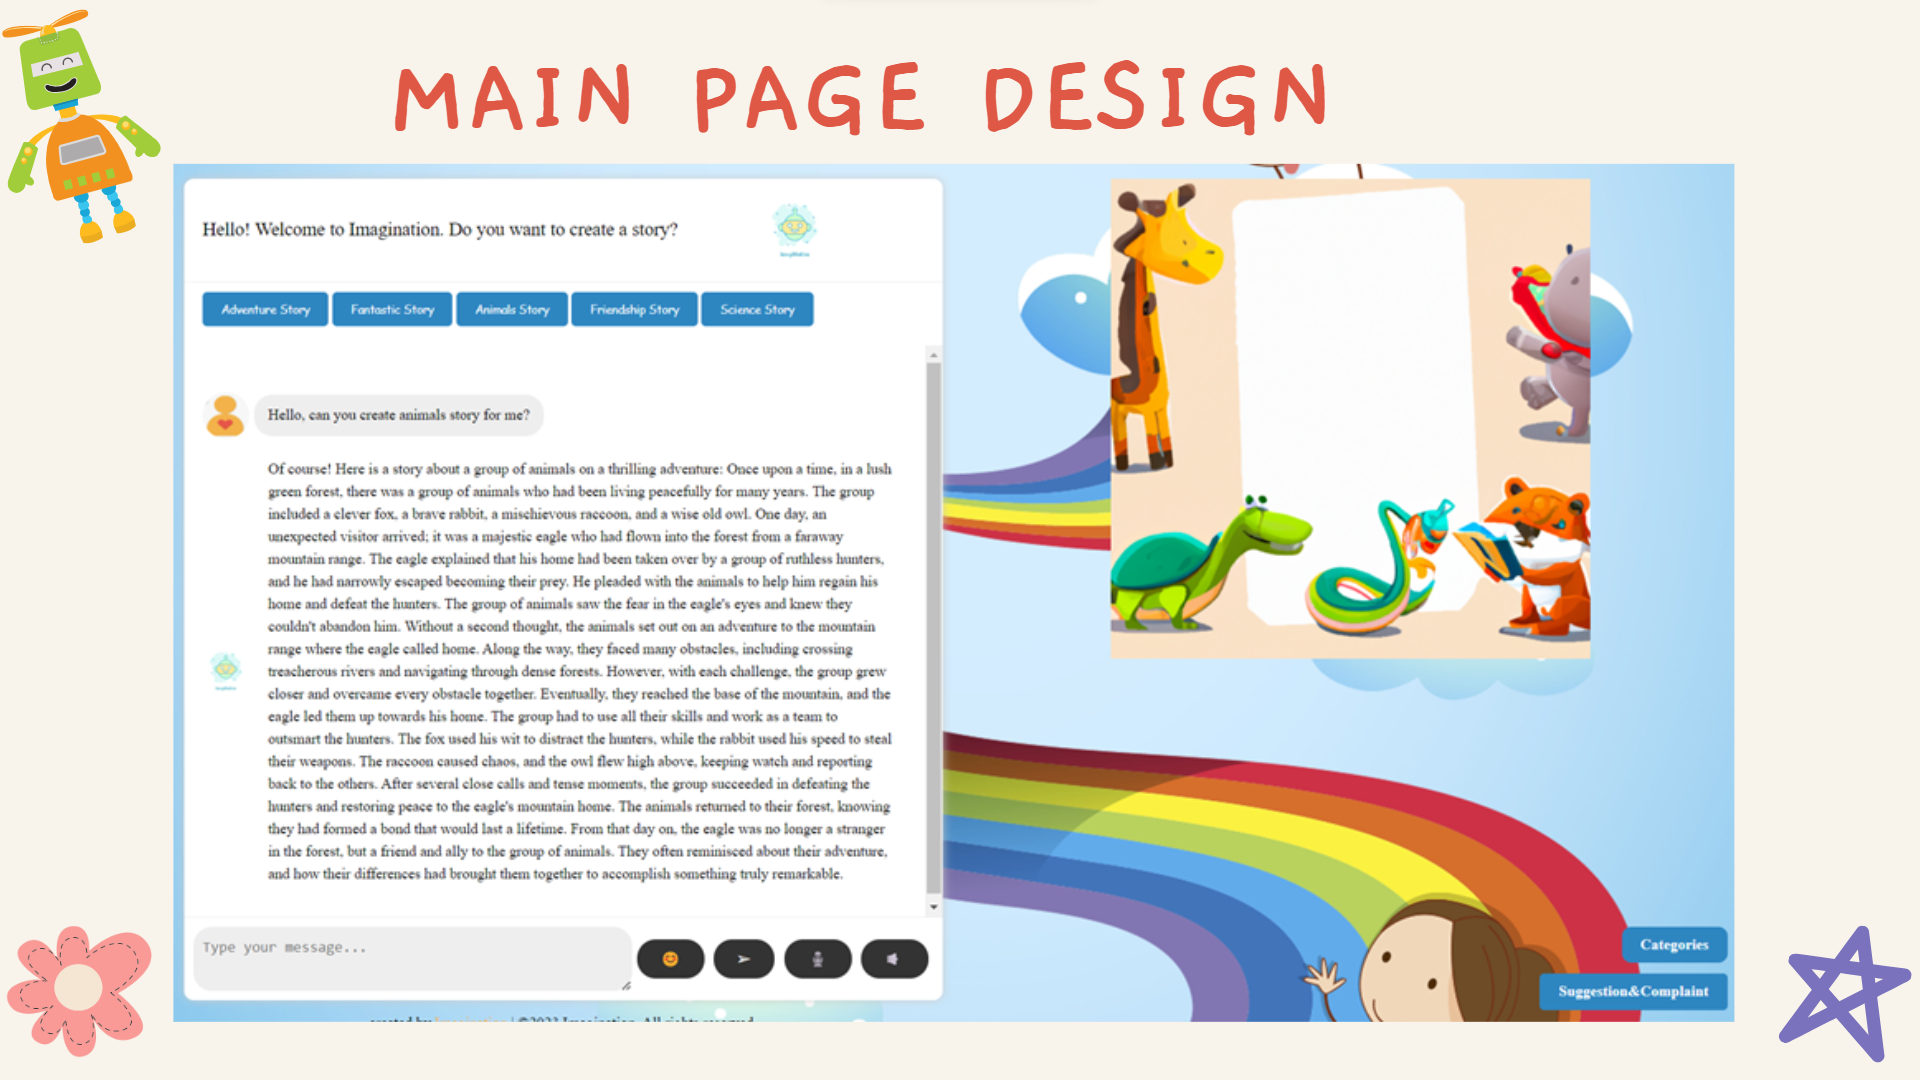 MAIN PAGE DESIGN
Hello! Welcome to Imagination. Do you want to create a story?
Adventure Story
Fantastic Story
Animals Story
Friendship Story
Science Story
Hello, can you create animals story for me?
Of course! Here is a story about a group of animals on a thrilling adventure: Once upon a time, in a lush
green forest, there was a group of animals who had been living peacefully for many years. The group
included a clever fox, a brave rabbit, a mischievous raccoon, and a wise old owl. One day, an
unexpected visitor arrived; it was a majestic eagle who had flown into the forest from a faraway
mountain range. The eagle explained that his home had been taken over by a group of ruthless hunters,
and he had narrowly escaped becoming their prey. He pleaded with the animals to help him regain his
home and defeat the hunters. The group of animals saw the fear in the eagle's eyes and knew they
couldn't abandon him. Without a second thought, the animals set out on an adventure to the mountain
range where the eagle called home. Along the way, they faced many obstacles, including crossing
treacherous rivers and navigating through dense forests. However, with each challenge, the group grew
closer and overcame every obstacle together. Eventually, they reached the base of the mountain, and the
eagle led them up towards his home. The group had to use all their skills and work as a team to
outsmart the hunters. The fox used his wit to distract the hunters, while the rabbit used his speed to steal
their weapons. The raccoon caused chaos, and the owl flew high above, keeping watch and reporting
back to the others. After several close calls and tense moments, the group succeeded in defeating the
hunters and restoring peace to the eagle's mountain home. The animals returned to their forest, knowing
they had formed a bond that would last a lifetime. From that day on, the eagle was no longer a stranger
in the forest, but a friend and ally to the group of animals. They often reminisced about their adventure,
and how their differences had brought them together to accomplish something truly remarkable.
Type your message...
Categories
Suggestion&Complaint
created by Imagination | ©2023 Imagination. All rights reserved